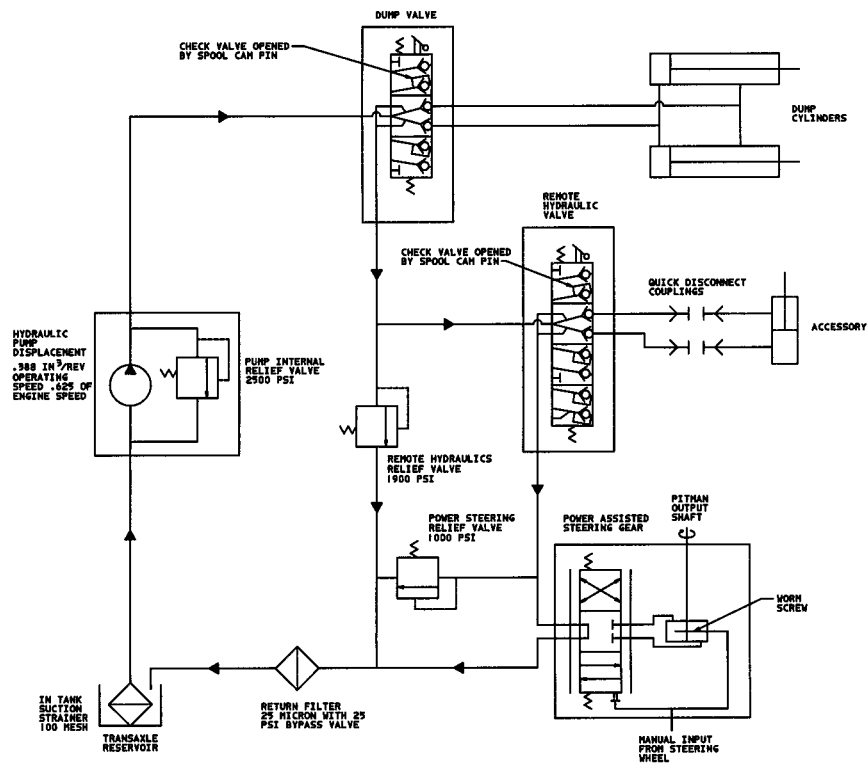 DUMP VALVE
CHECK VALVE OPENED
BY SPOOL CAM PIN
DUMP
CYLINDERS
REMOTE
HYDRAULIC
VALVE
CHECK VALVE OPENED
BY SPOOL CAM PIN
QUICK DISCONNECT
COUPLINGS
ACCESSORY
HYDRAULIC
PUMP
DISPLACEMENT
.388 IN³/REV
OPERATING
SPEED .625 OF
ENGINE SPEED
PUMP INTERNAL
RELIEF VALVE
2500 PSI
REMOTE HYDRAULICS
RELIEF VALVE
1900 PSI
POWER STEERING
RELIEF VALVE
1000 PSI
POWER ASSISTED
STEERING GEAR
PITMAN
OUTPUT
SHAFT
WORM
SCREW
IN TANK
SUCTION
STRAINER
100 MESH
TRANSAXLE
RESERVOIR
RETURN FILTER
25 MICRON WITH 25
PSI BYPASS VALVE
MANUAL INPUT
FROM STEERING
WHEEL